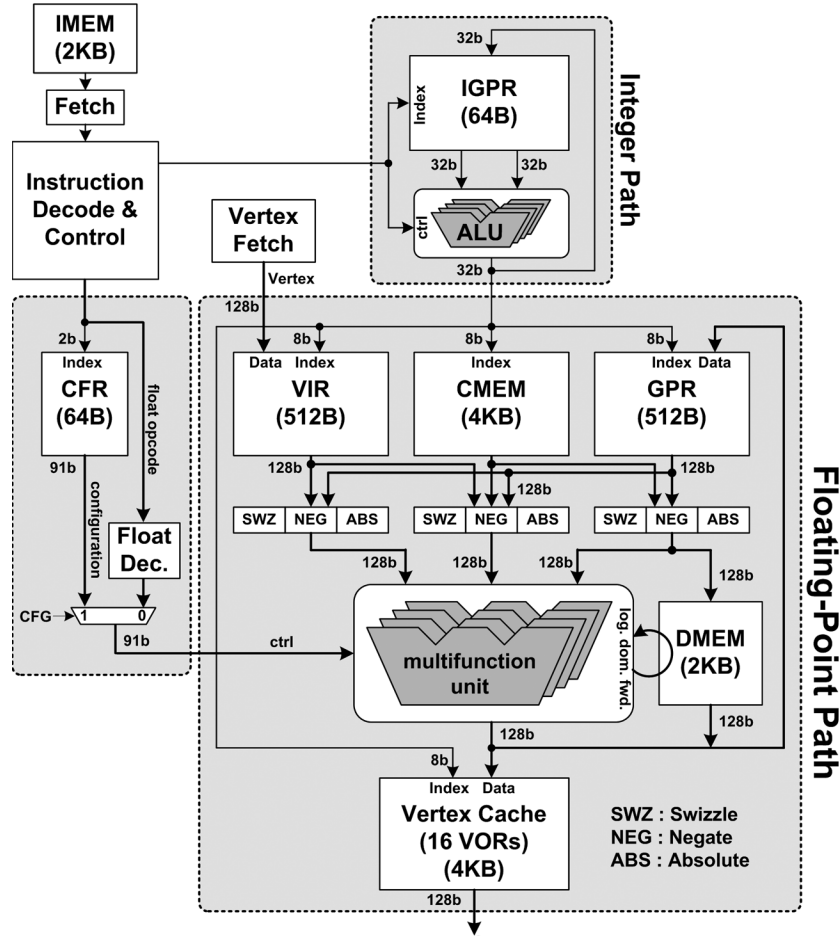 IMEM
(2KB)
Fetch
Instruction
Decode &
Control
Integer Path
32b
IGPR
(64B)
Index
32b
32b
ctrl
ALU
32b
Vertex
Fetch
Vertex
128b
2b
Index
CFR
(64B)
91b
configuration
float opcode
Float
Dec.
CFG
1
0
91b
ctrl
Floating-Point Path
8b
8b
8b
Data Index
VIR
(512B)
Index
CMEM
(4KB)
Index Data
GPR
(512B)
128b
128b
128b
SWZ NEG ABS
SWZ NEG ABS
SWZ NEG ABS
128b
128b
128b
128b
multifunction
unit
log. dom. fwd.
DMEM
(2KB)
128b
128b
8b
Index Data
Vertex Cache
(16 VORs)
(4KB)
128b
SWZ : Swizzle
NEG : Negate
ABS : Absolute